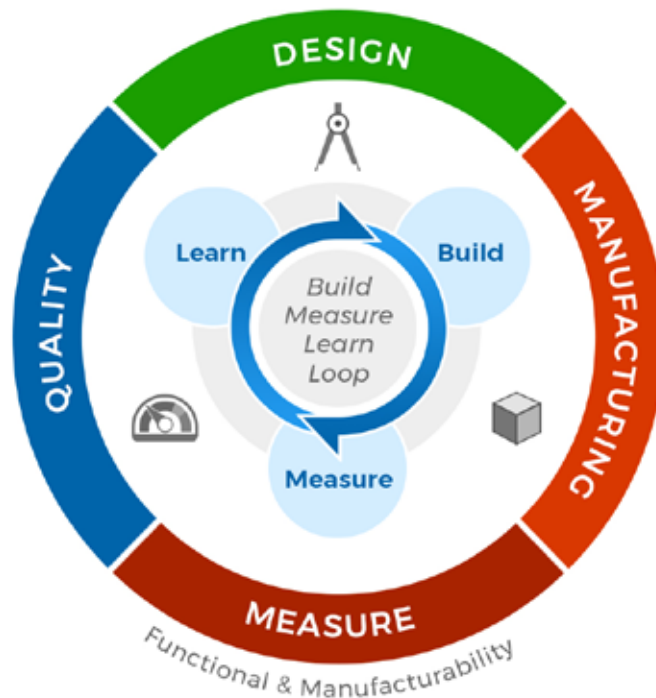 DESIGN
MANUFACTURING
QUALITY
Learn
Build
Build
Measure
Learn
Loop
Measure
MEASURE
Functional & Manufacturability